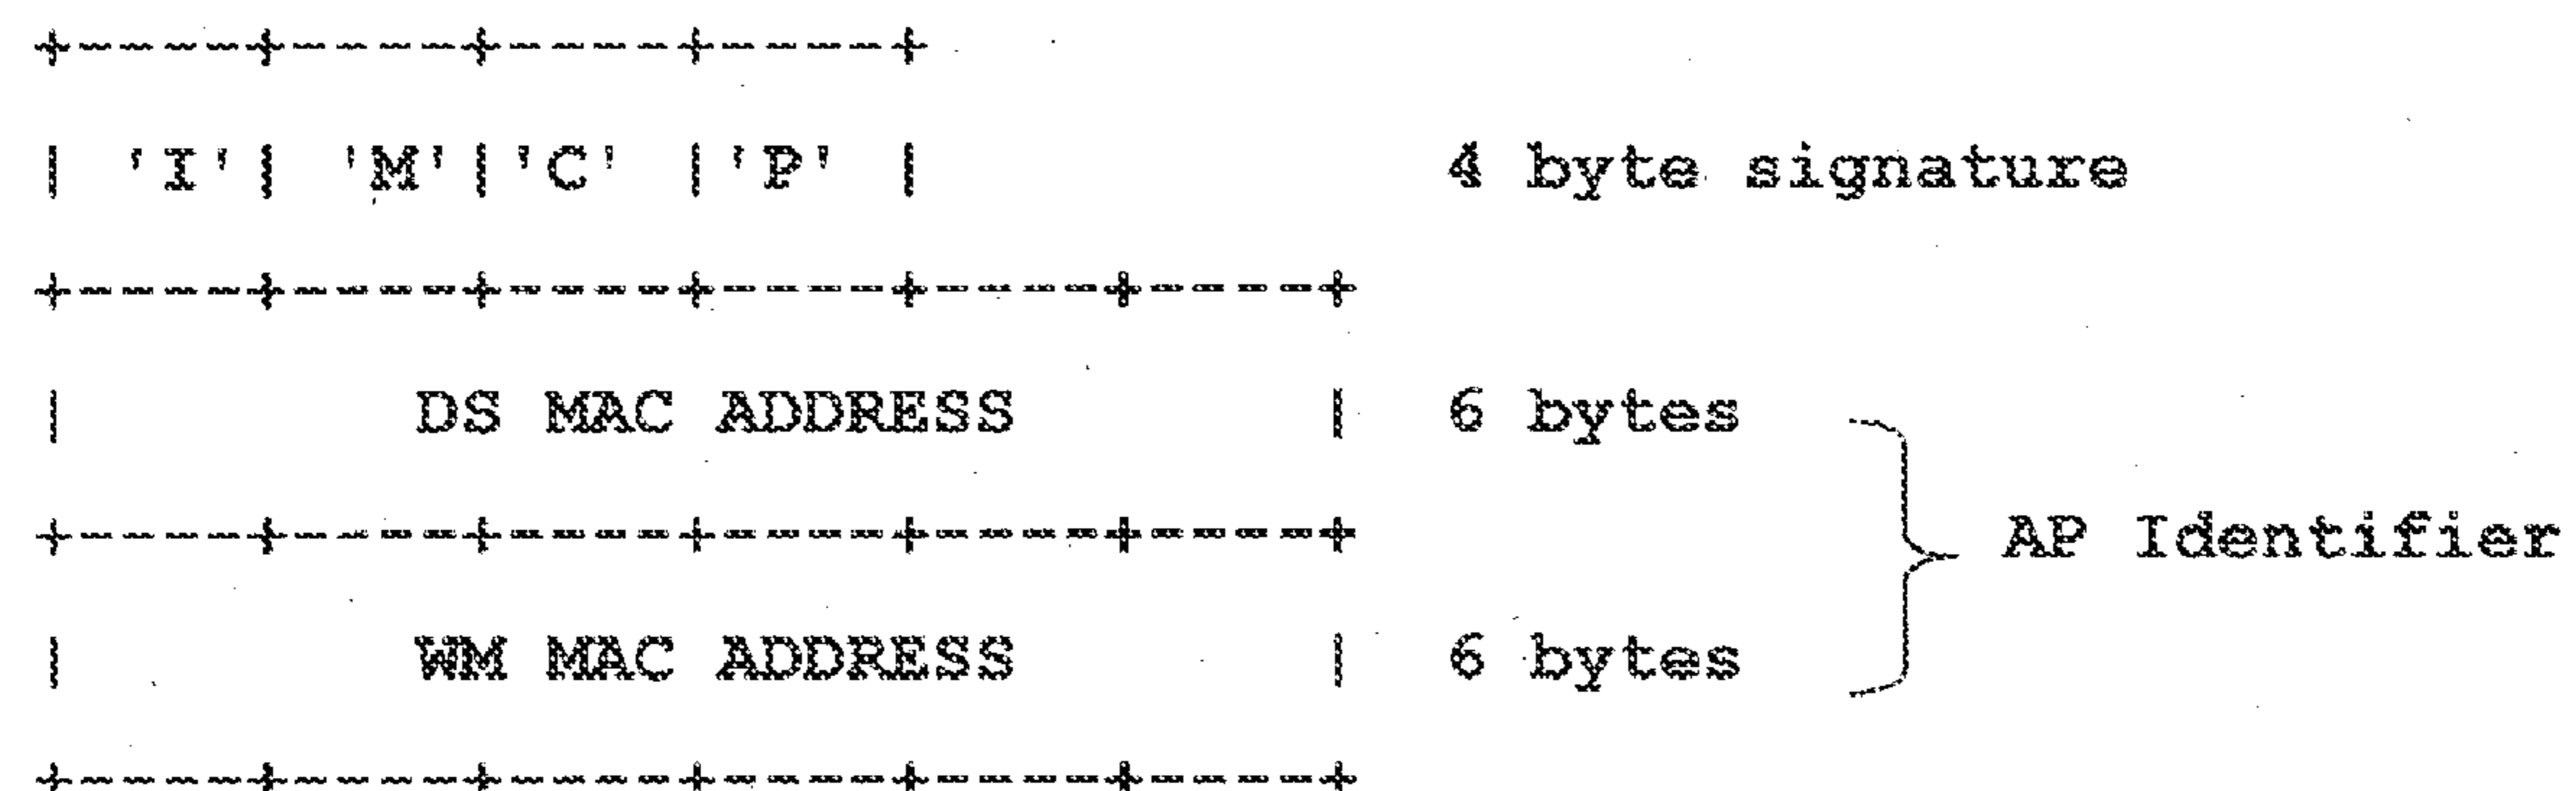 +----+----+----+----+
| 'I'| 'M'|'C' |'P' | 4 byte signature
+----+----+----+----+----+----+
| DS MAC ADDRESS | 6 bytes
+----+----+----+----+----+----+ AP Identifier
| WM MAC ADDRESS | 6 bytes
+----+----+----+----+----+----+